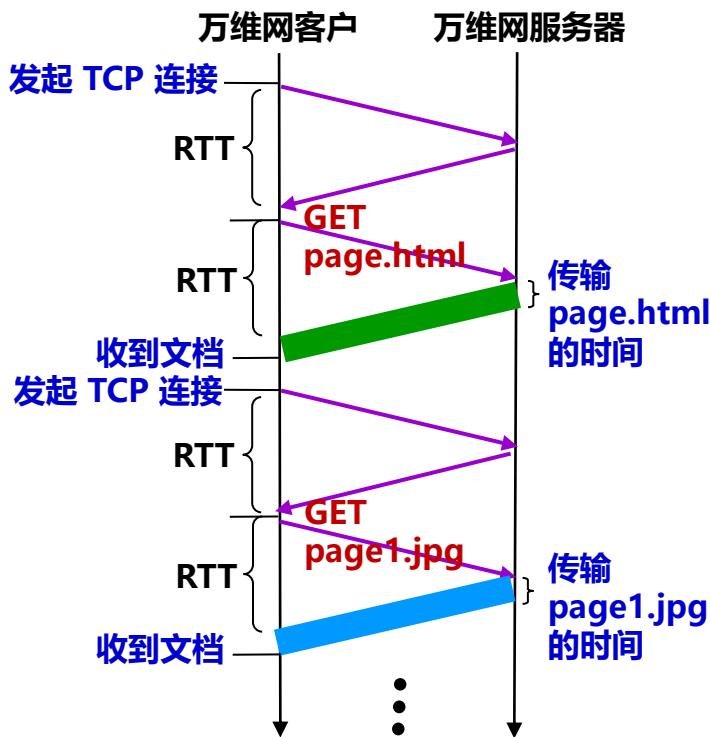 万维网客户
万维网服务器
发起 TCP 连接
RTT
GET
page.html
RTT
传输
page.html
的时间
收到文档
发起 TCP 连接
RTT
GET
page1.jpg
RTT
传输
page1.jpg
的时间
收到文档